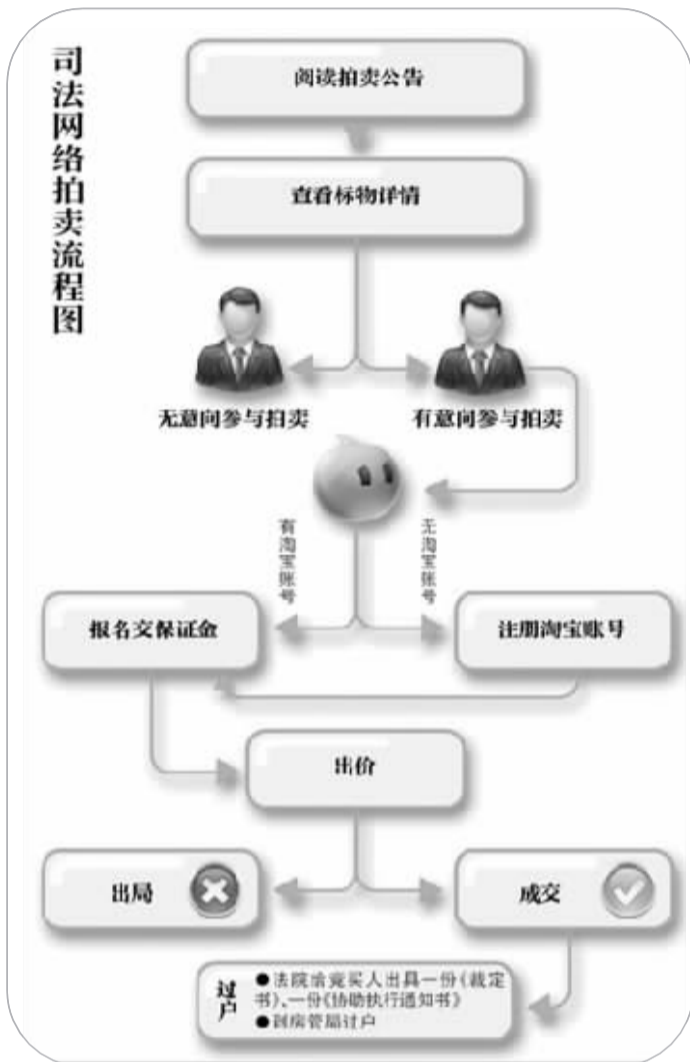 司法网络拍卖流程图
阅读拍卖公告
查看标物详情
无意向参与拍卖
有意向参与拍卖
有淘宝账号
无淘宝账号
报名交保证金
注册淘宝账号
出价
出局
成交
过户
●法院给竞买人出具一份《裁定
书》、一份《协助执行通知书》
●到房管局过户